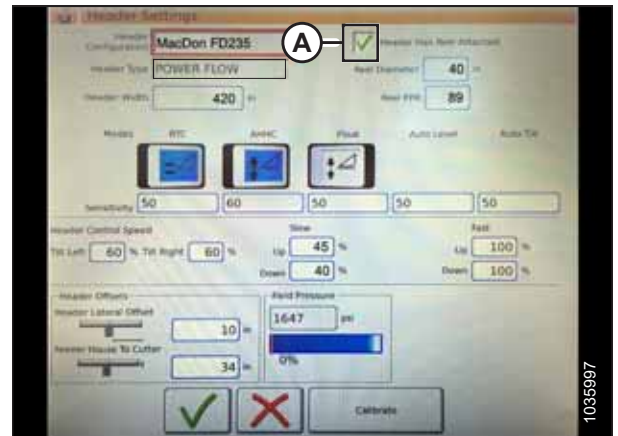 Header Settings
Header Configuration MacDon FD235 A Header Has Reel Attached
Header Type POWER FLOW Reel Diameter 40 in
Header Width 420 in Reel PPR 89
Modes RTC AHHC Float Auto Level Auto Tilt
Sensitivity 50 60 50 50 50
Header Control Speed Slow Fast
Tilt Left 60 % Tilt Right 60 % Up 45 % Up 100 %
Down 40 % Down 100 %
Header Offsets Field Pressure
Header Lateral Offset 1647 psi
10 in
Feeder House To Cutter 0%
34 in
Calibrate
1035997